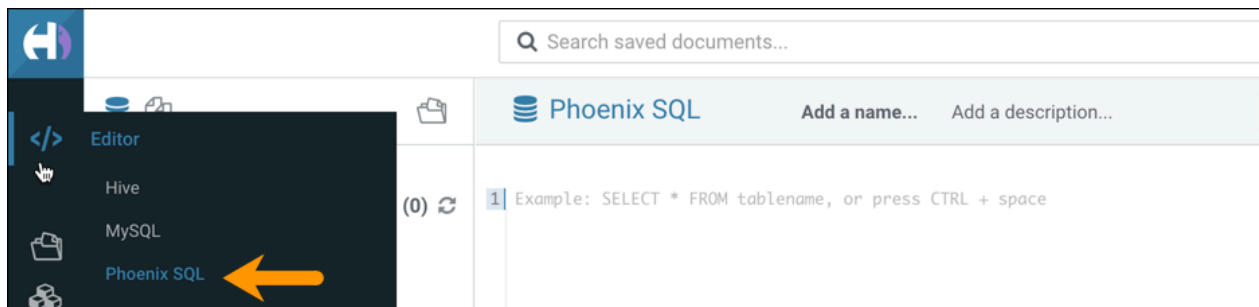 Search saved documents...
Phoenix SQL Add a name... Add a description...
</> Editor
Hive
(0)
MySQL
Phoenix SQL
1 Example: SELECT * FROM tablename, or press CTRL + space